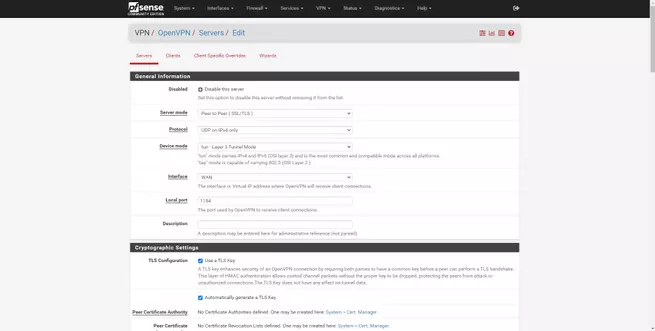 pfsense
COMMUNITY EDITION
System
Interfaces
Firewall
Services
VPN
Status
Diagnostics
Help
VPN / OpenVPN / Servers / Edit
Servers
Clients
Client Specific Overrides
Wizards
General Information
Disabled
Disable this server
Set this option to disable this server without removing it from the list.
Server mode
Peer to Peer ( SSL/TLS )
Protocol
UDP on IPv4 only
Device mode
tun - Layer 3 Tunnel Mode
"tun" mode carries IPv4 and IPv6 (OSI layer 3) and is the most common and compatible mode across all platforms.
"tap" mode is capable of carrying 802.3 (OSI Layer 2.)
Interface
WAN
The interface or Virtual IP address where OpenVPN will receive client connections.
Local port
1194
The port used by OpenVPN to receive client connections.
Description
A description may be entered here for administrative reference (not parsed).
Cryptographic Settings
TLS Configuration
Use a TLS Key
A TLS key enhances security of an OpenVPN connection by requiring both parties to have a common key before a peer can perform a TLS handshake.
This layer of HMAC authentication allows control channel packets without the proper key to be dropped, protecting the peers from attack or
unauthorized connections. The TLS Key does not have any effect on tunnel data.
Automatically generate a TLS Key
Peer Certificate Authority
No Certificate Authorities defined. One may be created here: System > Cert. Manager
Peer Certificate
No Certificate Revocation Lists defined. One may be created here: System > Cert. Manager